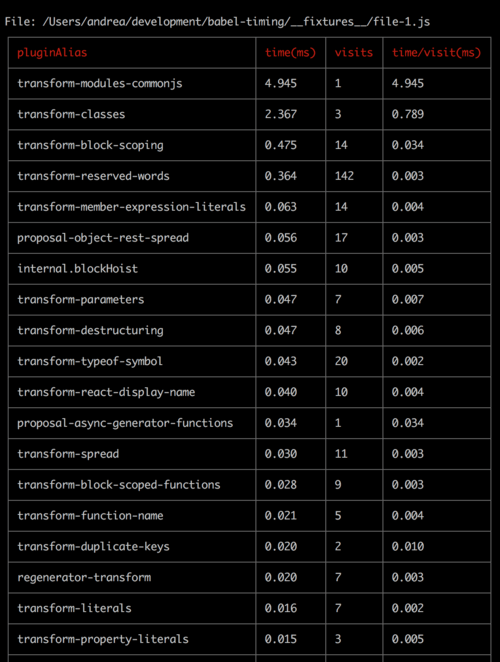 File: /Users/andrea/development/babel-timing/__fixtures__/file-1.js
pluginAlias time(ms) visits time/visit(ms)
transform-modules-commonjs 4.945 1 4.945
transform-classes 2.367 3 0.789
transform-block-scoping 0.475 14 0.034
transform-reserved-words 0.364 142 0.003
transform-member-expression-literals 0.063 14 0.004
proposal-object-rest-spread 0.056 17 0.003
internal.blockHoist 0.055 10 0.005
transform-parameters 0.047 7 0.007
transform-destructuring 0.047 8 0.006
transform-typeof-symbol 0.043 20 0.002
transform-react-display-name 0.040 10 0.004
proposal-async-generator-functions 0.034 1 0.034
transform-spread 0.030 11 0.003
transform-block-scoped-functions 0.028 9 0.003
transform-function-name 0.021 5 0.004
transform-duplicate-keys 0.020 2 0.010
regenerator-transform 0.020 7 0.003
transform-literals 0.016 7 0.002
transform-property-literals 0.015 3 0.005